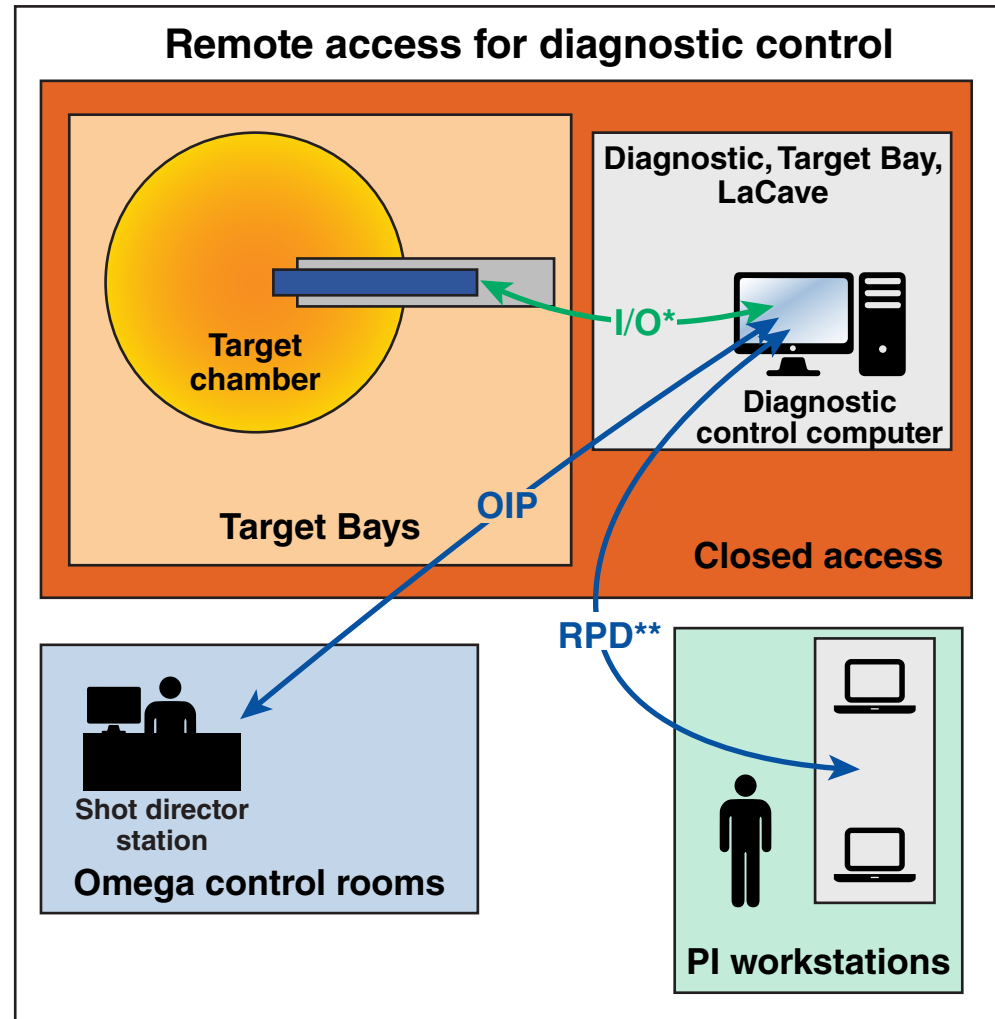 Remote access for diagnostic control
Diagnostic, Target Bay,
LaCave
Target
chamber
I/O*
Diagnostic
control computer
OIP
Target Bays
Closed access
RPD**
Shot director
station
Omega control rooms
PI workstations